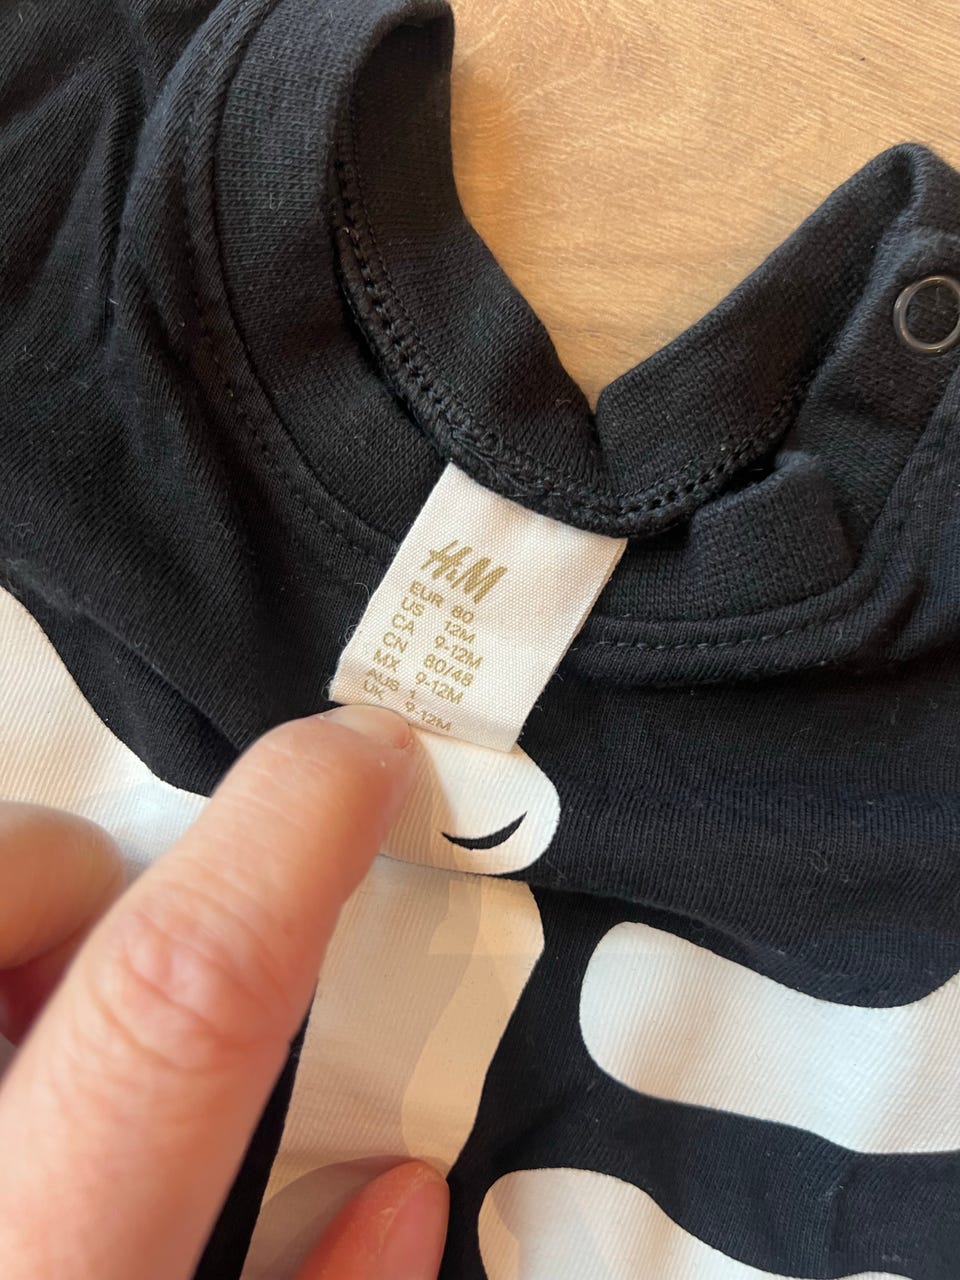 H&M
EUR 80
US 12M
CA 9-12M
CN 80/48
MX 9-12M
AUS 1
UK 9-12M